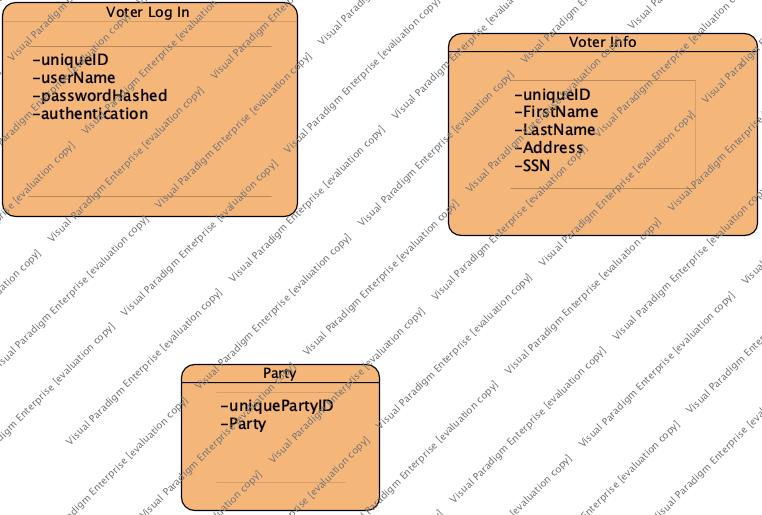 Voter Log In
-uniqueID
-userName
-passwordHashed
-authentication
Voter Info
-uniqueID
-FirstName
-LastName
-Address
-SSN
Party
-uniquePartyID
-Party
Visual Paradigm Enterprise [evaluation copy]